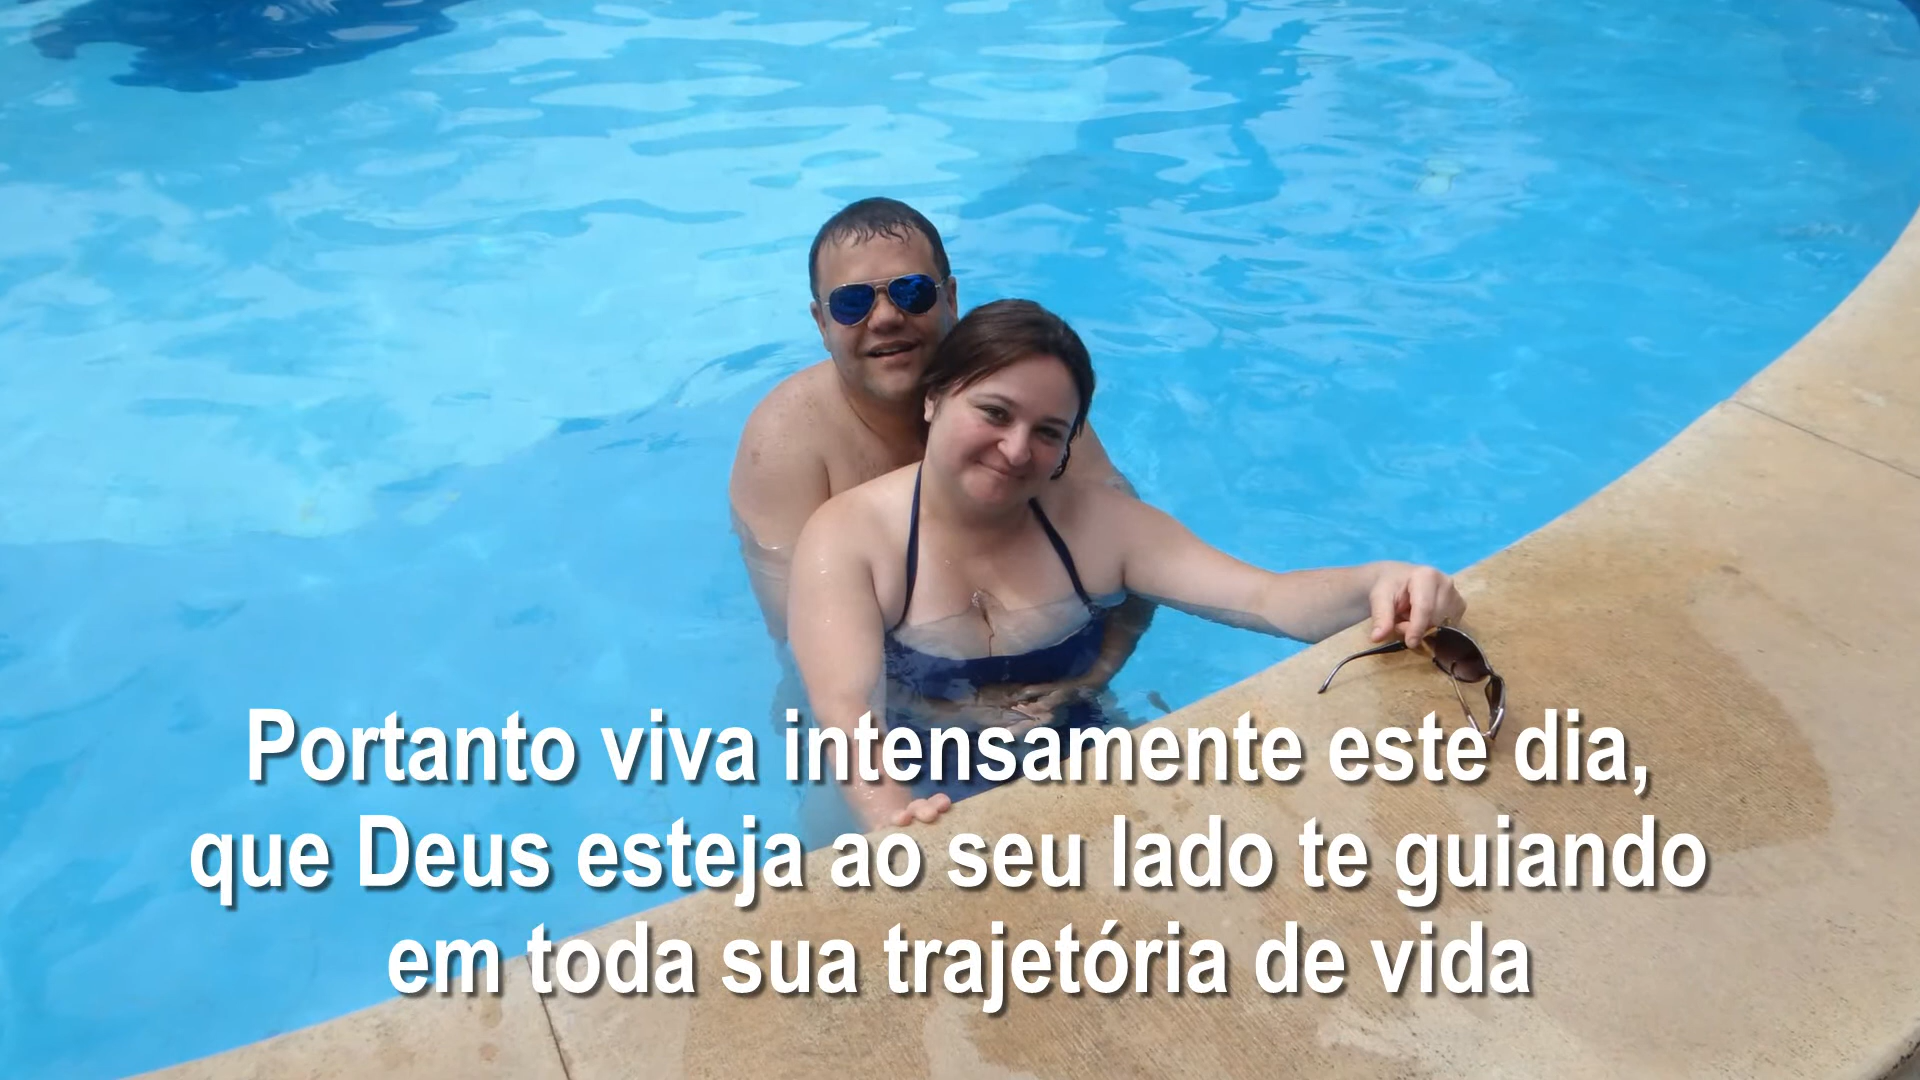 Portanto viva intensamente este dia,
que Deus esteja ao seu lado te guiando
em toda sua trajetória de vida